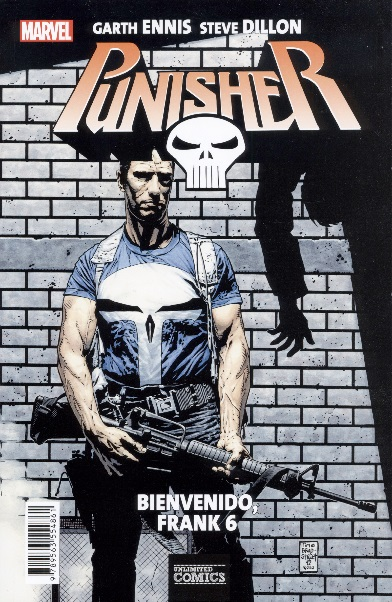 MARVEL
GARTH ENNIS STEVE DILLON
PUNISHER
BIENVENIDO,
FRANK 6
UNLIMITED
COMICS